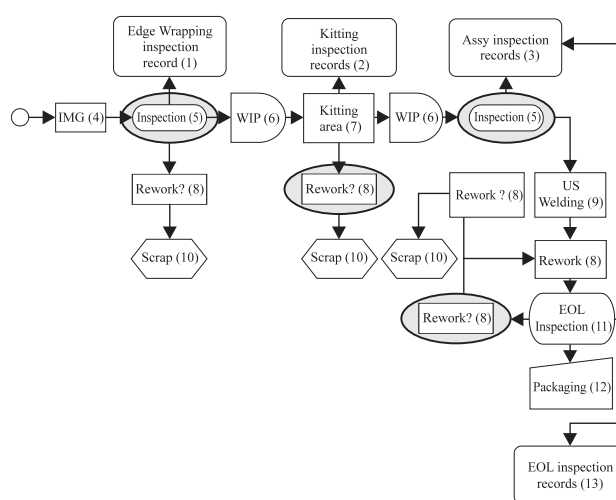 Edge Wrapping
inspection
record (1)
Kitting
inspection
records (2)
Assy inspection
records (3)
IMG (4)
Inspection (5)
WIP (6)
Kitting
area (7)
WIP (6)
Inspection (5)
Rework? (8)
Rework? (8)
Rework ? (8)
US
Welding (9)
Scrap (10)
Scrap (10)
Scrap (10)
Rework (8)
Rework? (8)
EOL
Inspection (11)
Packaging (12)
EOL inspection
records (13)